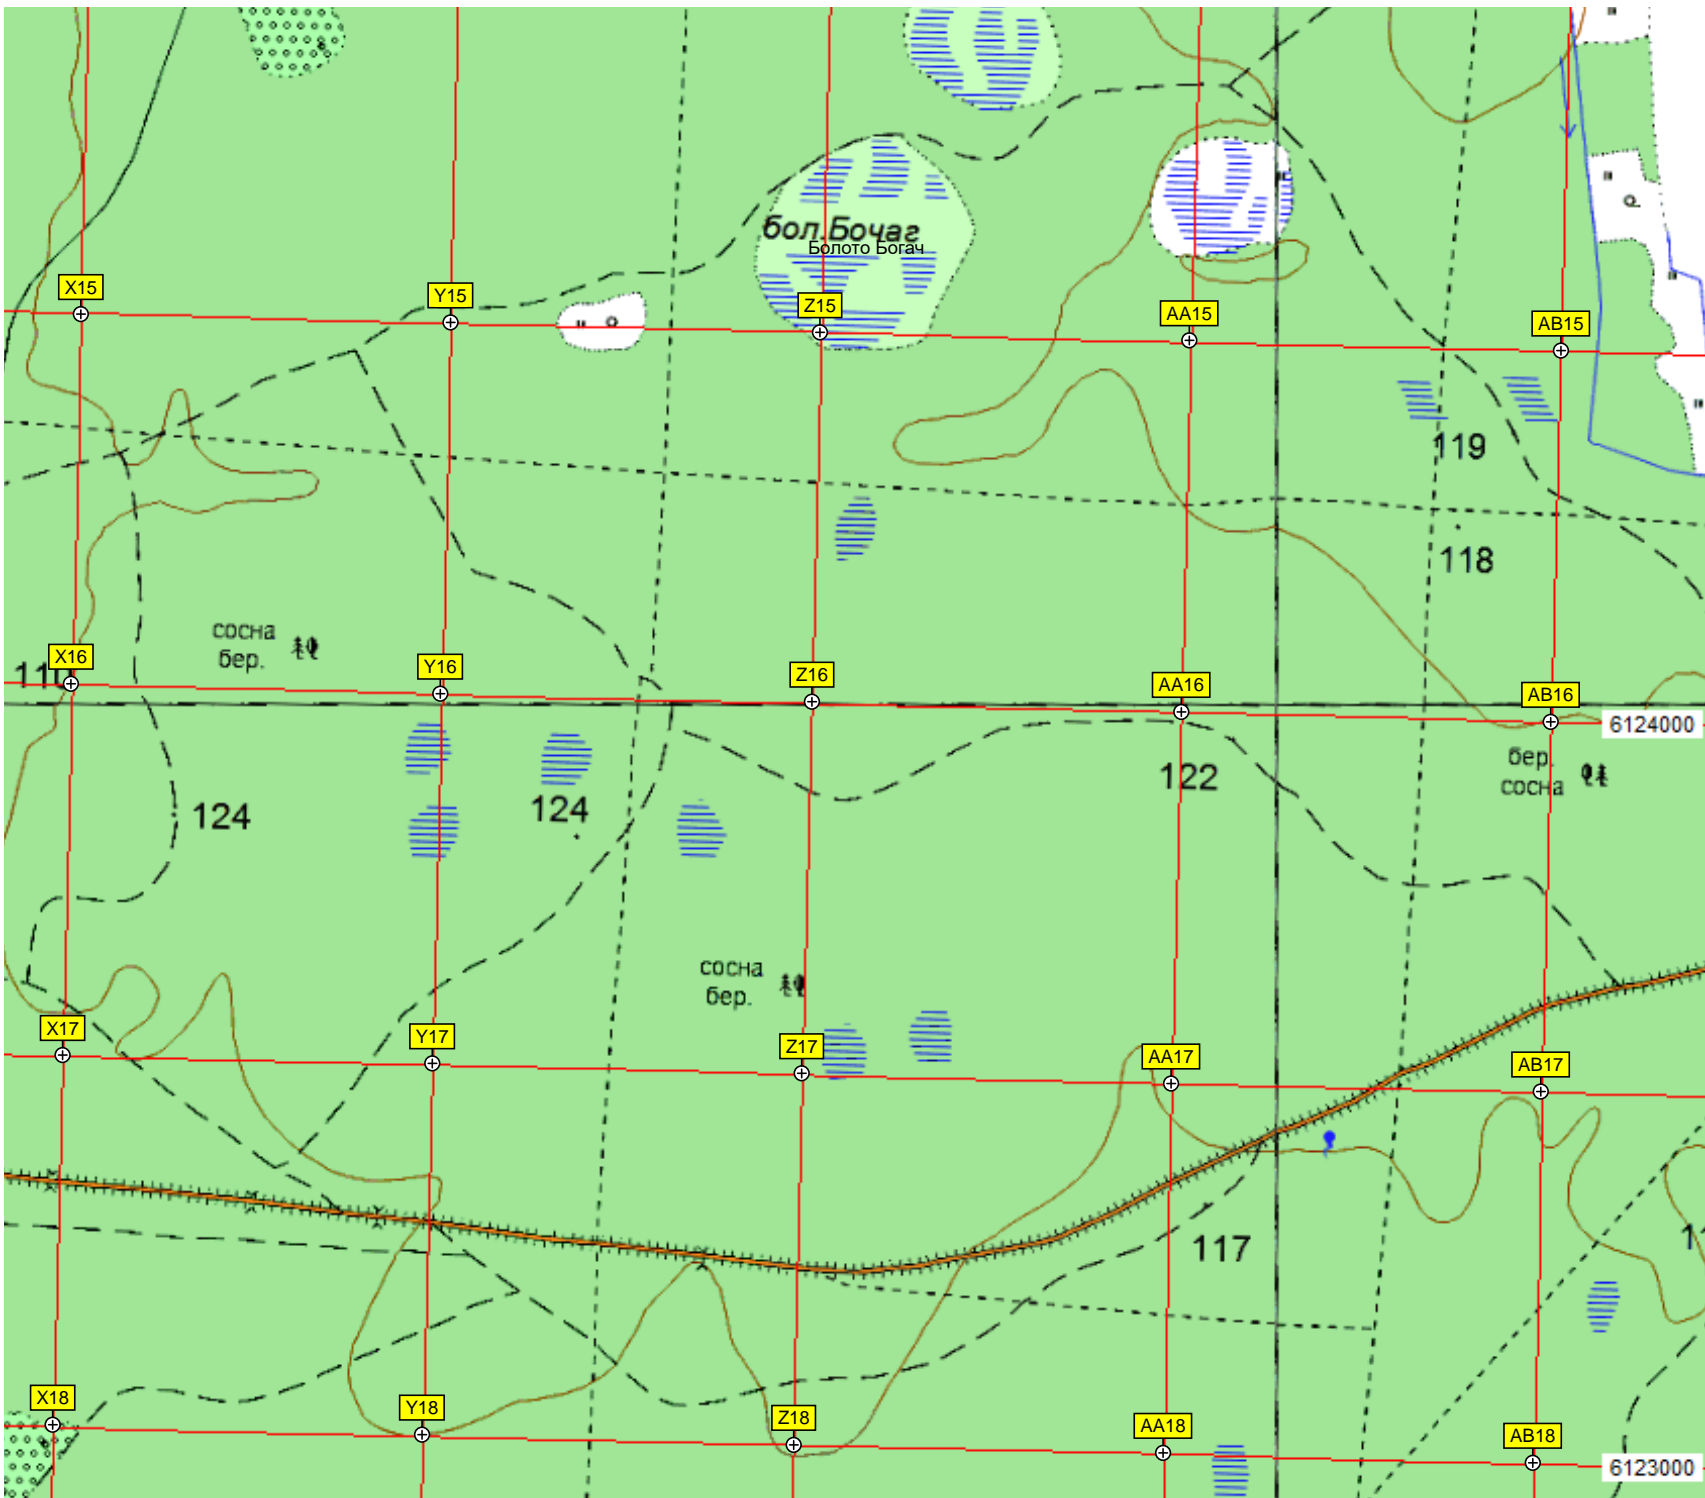 бол.Бочаг
Болото Богач
X15
Y15
Z15
AA15
AB15
119
118
сосна
бер.
X16
Y16
Z16
AA16
AB16
6124000
бер.
сосна
122
124
124
сосна
бер.
X17
Y17
Z17
AA17
AB17
117
X18
Y18
Z18
AA18
AB18
6123000